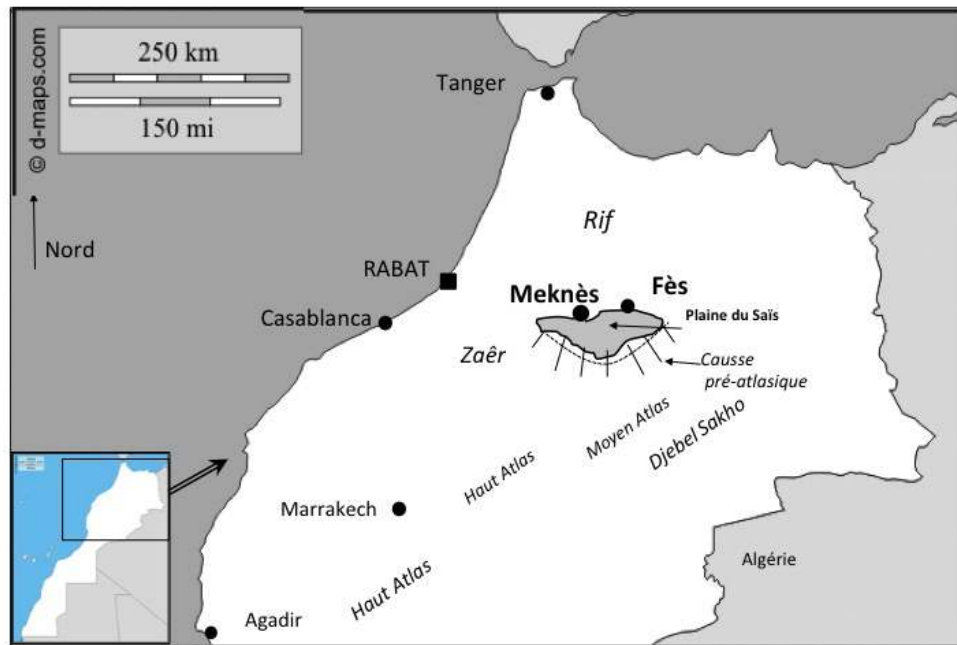 © d-maps.com
250 km
150 mi
Nord
Tanger
Rif
RABAT
Meknès
Fès
Casablanca
Plaine du Saïs
Zaêr
Causse
pré-atlasique
Moyen Atlas
Djebel Sakho
Haut Atlas
Marrakech
Algérie
Haut Atlas
Agadir